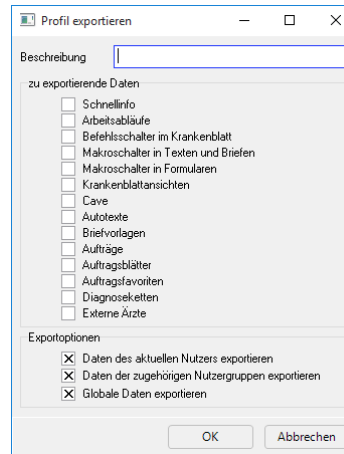 Profil exportieren
Beschreibung
zu exportierende Daten
Schnellinfo
Arbeitsabläufe
Befehlsschalter im Krankenblatt
Makroschalter in Texten und Briefen
Makroschalter in Formularen
Krankenblattansichten
Cave
Autotexte
Briefvorlagen
Aufträge
Auftragsblätter
Auftragsfavoriten
Diagnoseketten
Externe Ärzte
Exportoptionen
Daten des aktuellen Nutzers exportieren
Daten der zugehörigen Nutzergruppen exportieren
Globale Daten exportieren
OK Abbrechen